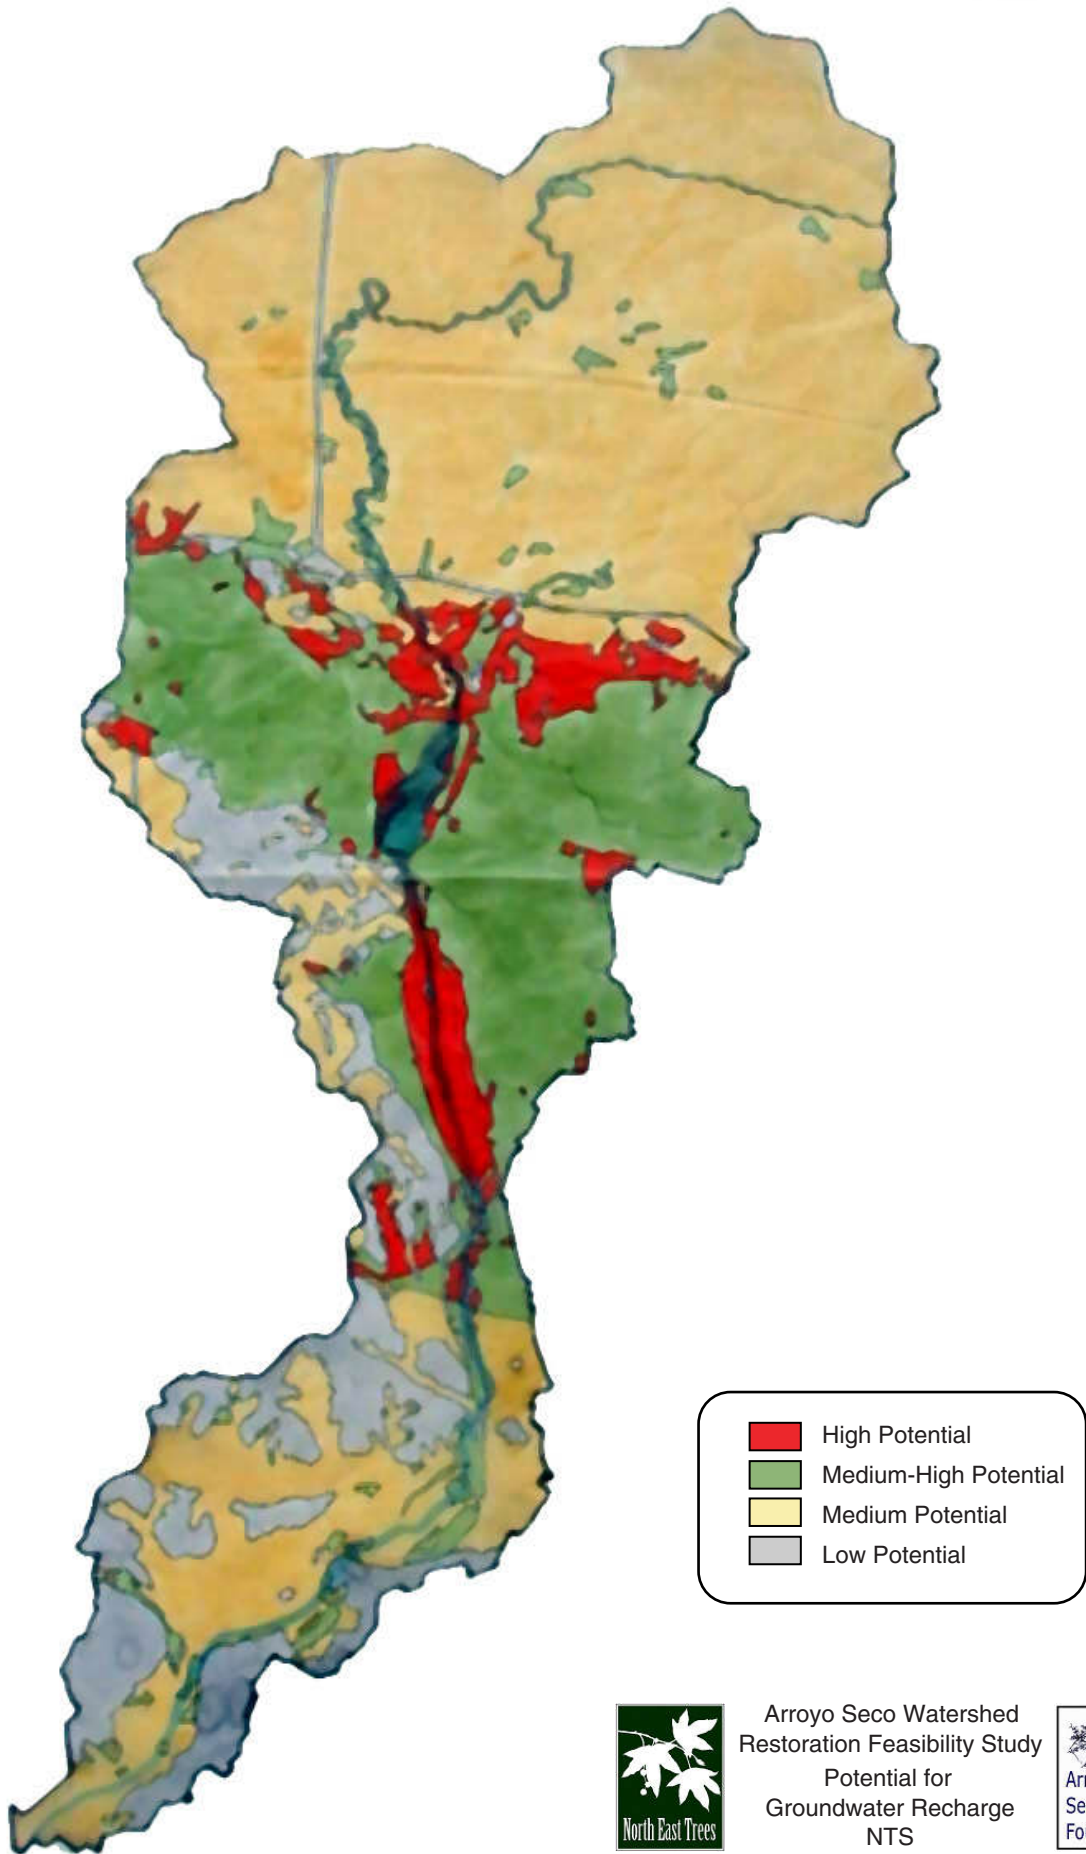 High Potential
Medium-High Potential
Medium Potential
Low Potential
North East Trees
Arroyo Seco Watershed
Restoration Feasibility Study
Potential for
Groundwater Recharge
NTS